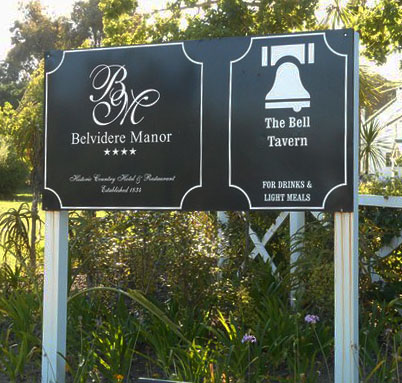 BM
Belvidere Manor
★★★★
Historic Country Hotel & Restaurant
Established 1834
The Bell
Tavern
FOR DRINKS &
LIGHT MEALS